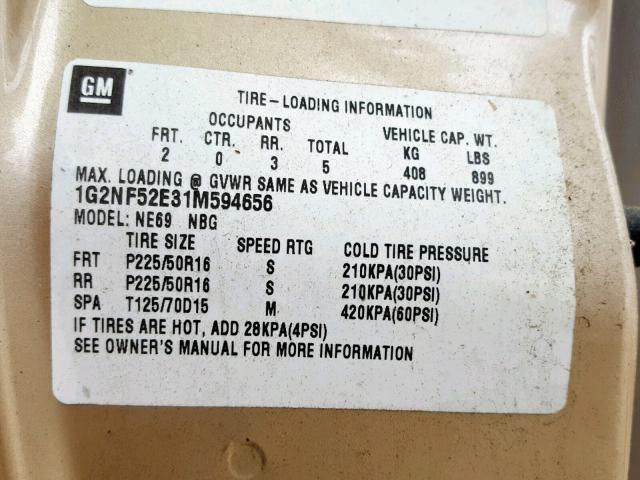 GM
TIRE-LOADING INFORMATION
OCCUPANTS VEHICLE CAP. WT.
FRT. CTR. RR. TOTAL KG LBS
2 0 3 5 408 899
MAX. LOADING @ GVWR SAME AS VEHICLE CAPACITY WEIGHT.
1G2NF52E31M594656
MODEL: NE69 NBG
TIRE SIZE SPEED RTG COLD TIRE PRESSURE
FRT P225/50R16 S 210KPA(30PSI)
RR P225/50R16 S 210KPA(30PSI)
SPA T125/70D15 M 420KPA(60PSI)
IF TIRES ARE HOT, ADD 28KPA(4PSI)
SEE OWNER'S MANUAL FOR MORE INFORMATION